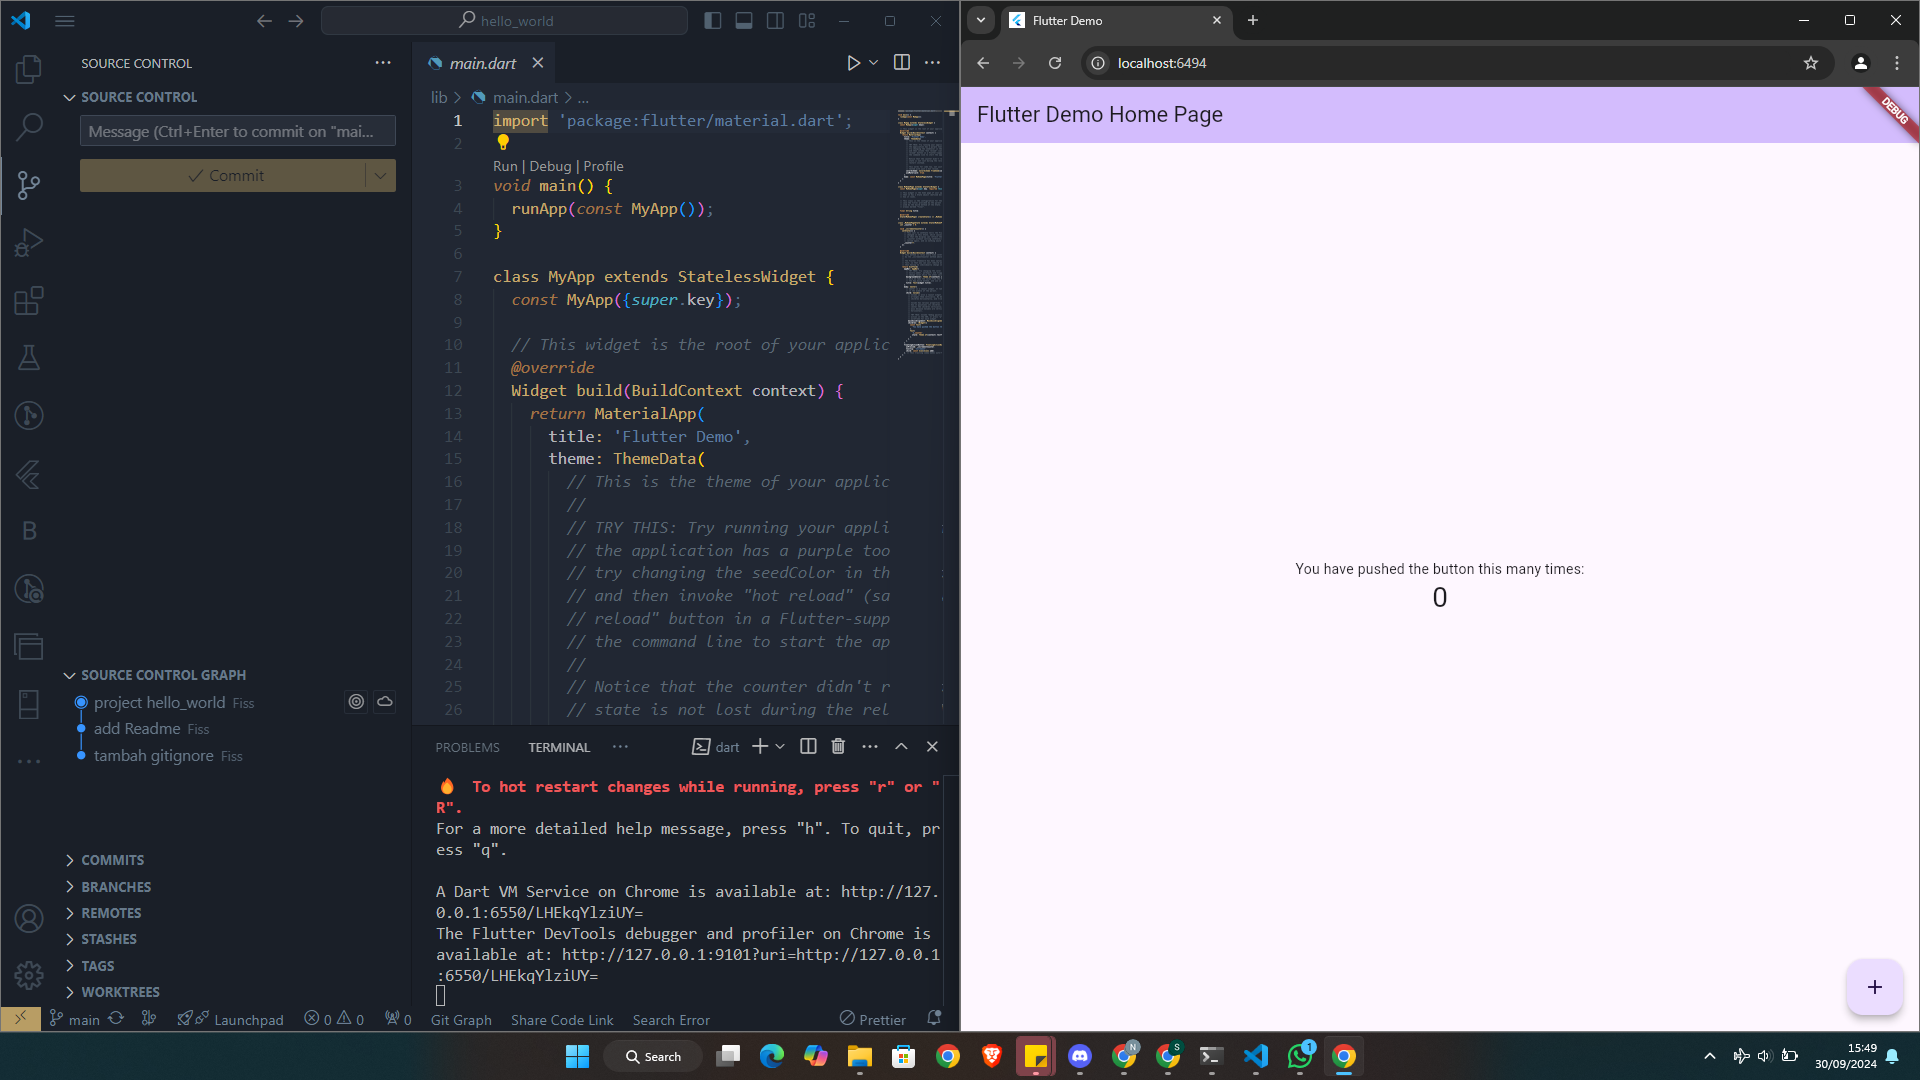 hello_world
SOURCE CONTROL
SOURCE CONTROL
Message (Ctrl+Enter to commit on "mai...
Commit
SOURCE CONTROL GRAPH
project hello_world Fiss
add Readme Fiss
tambah gitignore Fiss
COMMITS
BRANCHES
REMOTES
STASHES
TAGS
WORKTREES
main.dart
lib > main.dart > ...
1 import 'package:flutter/material.dart';
2
Run | Debug | Profile
3 void main() {
4 runApp(const MyApp());
5 }
6
7 class MyApp extends StatelessWidget {
8 const MyApp({super.key});
9
10 // This widget is the root of your applic
11 @override
12 Widget build(BuildContext context) {
13 return MaterialApp(
14 title: 'Flutter Demo',
15 theme: ThemeData(
16 // This is the theme of your applic
17 //
18 // TRY THIS: Try running your appli
19 // the application has a purple too
20 // try changing the seedColor in th
21 // and then invoke "hot reload" (sa
22 // reload" button in a Flutter-supp
23 // the command line to start the ap
24 //
25 // Notice that the counter didn't r
26 // state is not lost during the rel
PROBLEMS TERMINAL ... dart
To hot restart changes while running, press "r" or "
R".
For a more detailed help message, press "h". To quit, pr
ess "q".
A Dart VM Service on Chrome is available at: http://127.
0.0.1:6550/LHEkqYlziUY=
The Flutter DevTools debugger and profiler on Chrome is
available at: http://127.0.0.1:9101?uri=http://127.0.0.1
:6550/LHEkqYlziUY=
main Launchpad 0 0 0 Git Graph Share Code Link Search Error Prettier
Flutter Demo
localhost:6494
Flutter Demo Home Page
DEBUG
You have pushed the button this many times:
0
+
Search
N
S
1
15:49
30/09/2024